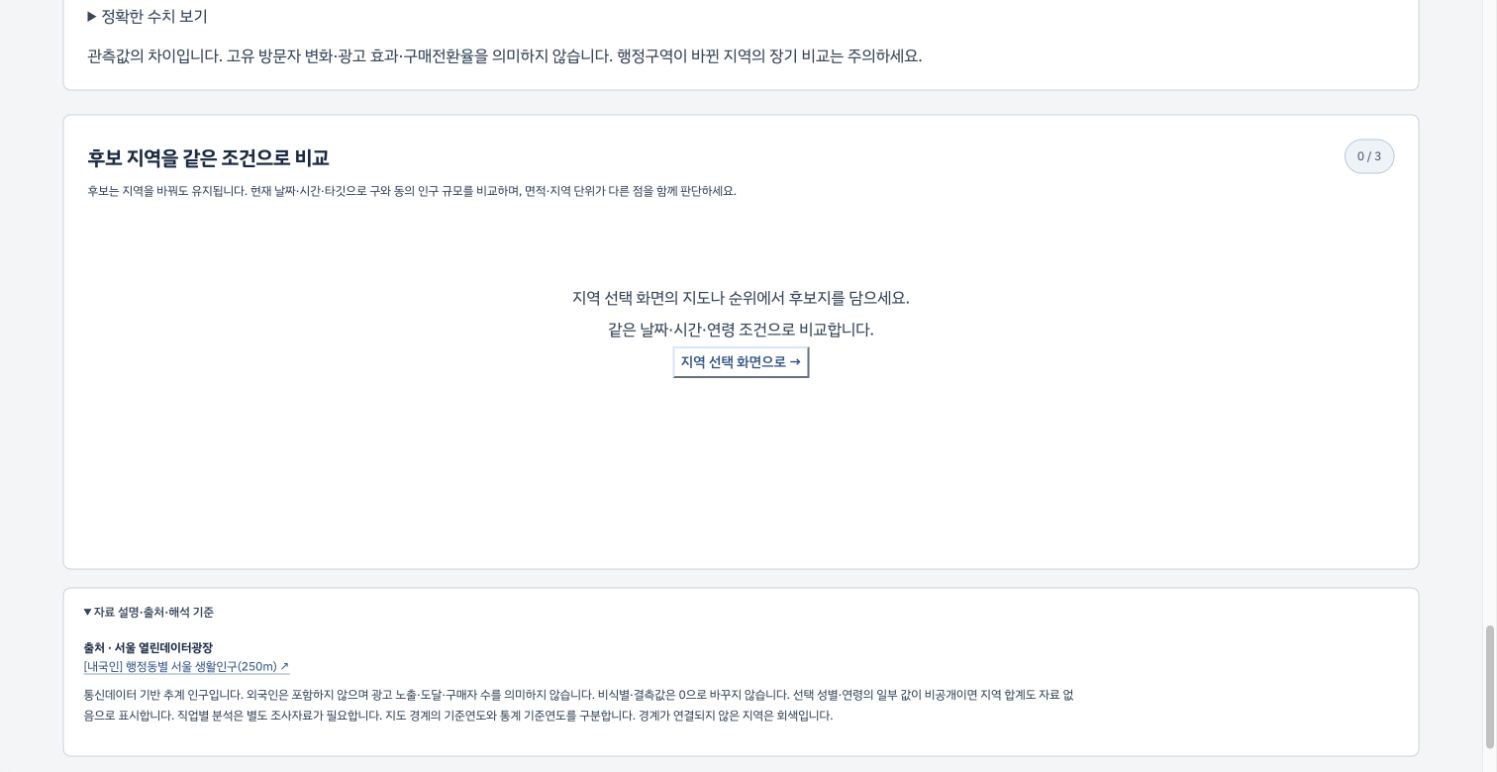 ▶ 정확한 수치 보기
관측값의 차이입니다. 고유 방문자 변화·광고 효과·구매전환율을 의미하지 않습니다. 행정구역이 바뀐 지역의 장기 비교는 주의하세요.
후보 지역을 같은 조건으로 비교
0 / 3
후보는 지역을 바꿔도 유지됩니다. 현재 날짜·시간·타깃으로 구와 동의 인구 규모를 비교하며, 면적·지역 단위가 다른 점을 함께 판단하세요.
지역 선택 화면의 지도나 순위에서 후보지를 담으세요.
같은 날짜·시간·연령 조건으로 비교합니다.
지역 선택 화면으로 →
▼ 자료 설명·출처·해석 기준
출처 · 서울 열린데이터광장
[내국인] 행정동별 서울 생활인구(250m) ↗
통신데이터 기반 추계 인구입니다. 외국인은 포함하지 않으며 광고 노출·도달·구매자 수를 의미하지 않습니다. 비식별·결측값은 0으로 바꾸지 않습니다. 선택 성별·연령의 일부 값이 비공개이면 지역 합계도 자료 없
음으로 표시합니다. 직업별 분석은 별도 조사자료가 필요합니다. 지도 경계의 기준연도와 통계 기준연도를 구분합니다. 경계가 연결되지 않은 지역은 회색입니다.